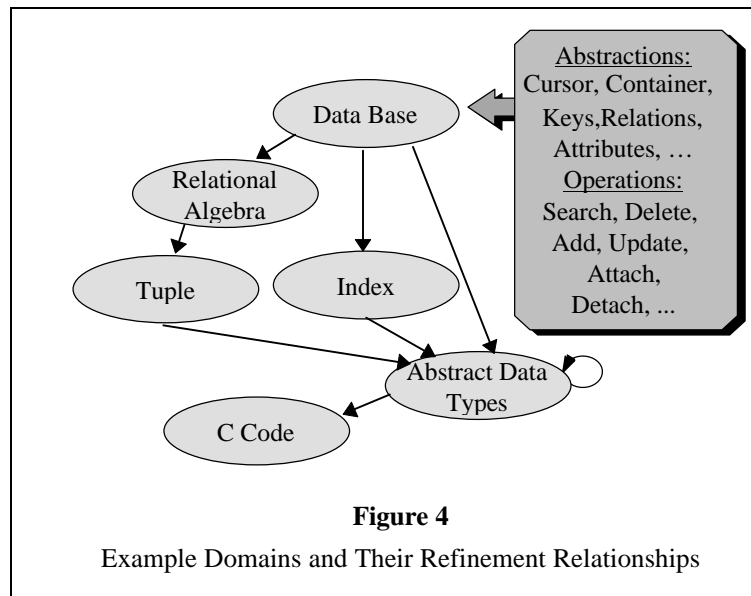 Abstractions:
Cursor, Container,
Keys,Relations,
Attributes, …
Operations:
Search, Delete,
Add, Update,
Attach,
Detach, ...
Data Base
Relational
Algebra
Tuple
Index
Abstract Data
Types
C Code
Figure 4
Example Domains and Their Refinement Relationships